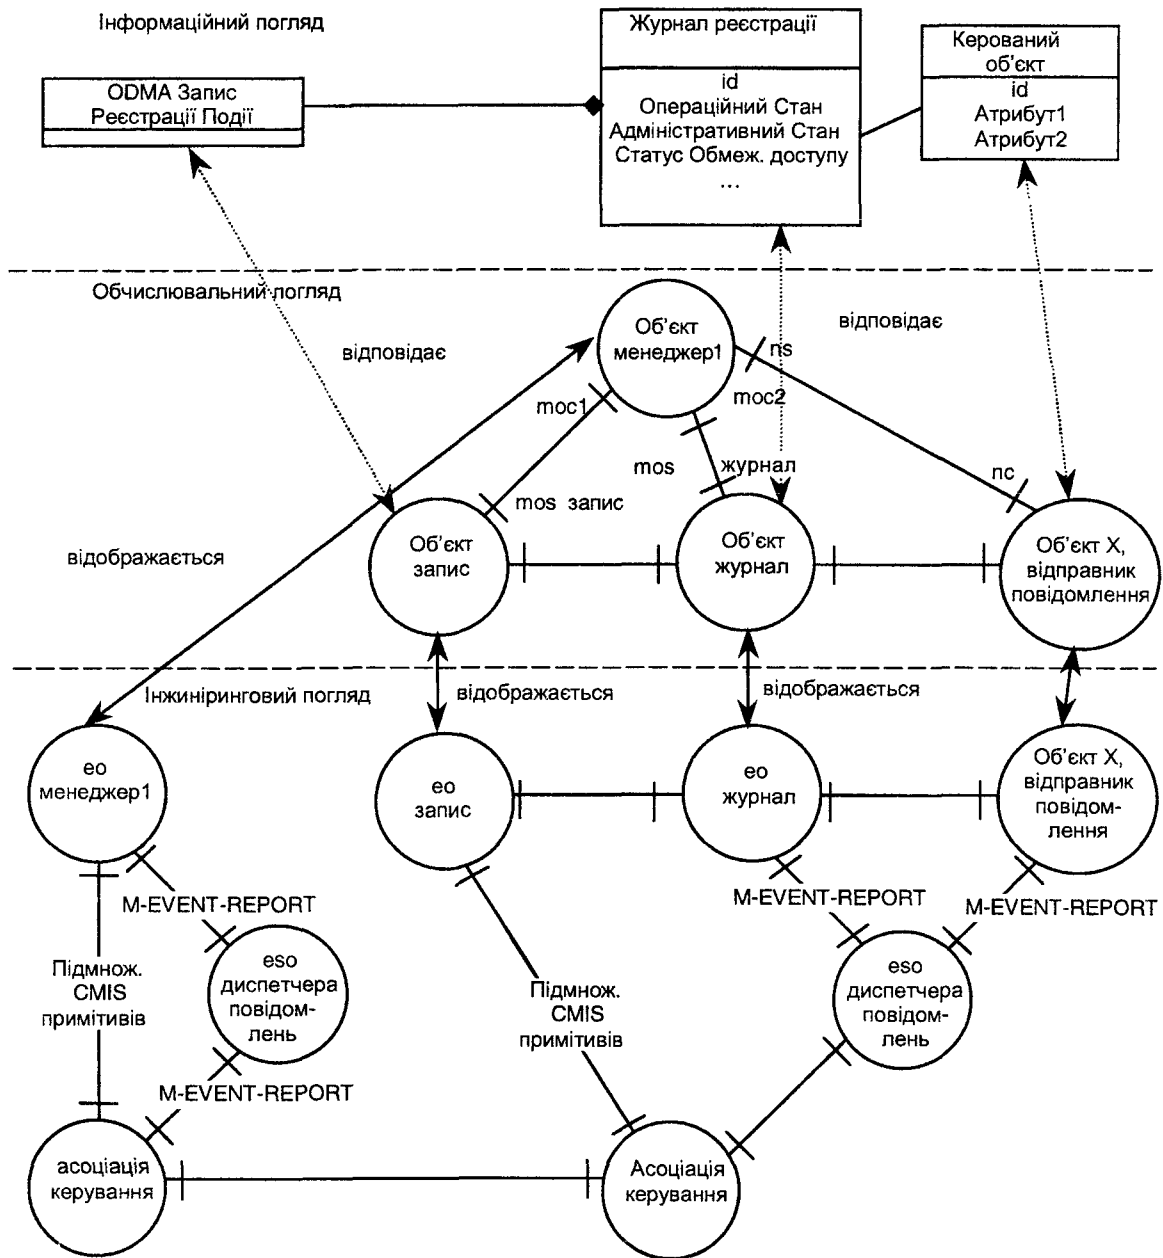 Інформаційний погляд
Журнал реєстрації
id
Операційний Стан
Адміністративний Стан
Статус Обмеж. доступу
...
Керований
об'єкт
id
Атрибут1
Атрибут2
ODMA Запис
Реєстрації Події
Обчислювальний погляд
відповідає
Об'єкт
менеджер1
відповідає
ns
moc1
moc2
mos
журнал
nc
mos запис
відображається
Об'єкт
запис
Об'єкт
журнал
Об'єкт X,
відправник
повідомлення
Інжиніринговий погляд
відображається
відображається
ео
менеджер1
ео
запис
ео
журнал
Об'єкт X,
відправник
повідом-
лення
M-EVENT-REPORT
M-EVENT-REPORT
M-EVENT-REPORT
Підмнож.
CMIS
примітивів
eso
диспетчера
повідом-
лень
Підмнож.
CMIS
примітивів
eso
диспетчера
повідом-
лень
M-EVENT-REPORT
асоціація
керування
Асоціація
керування